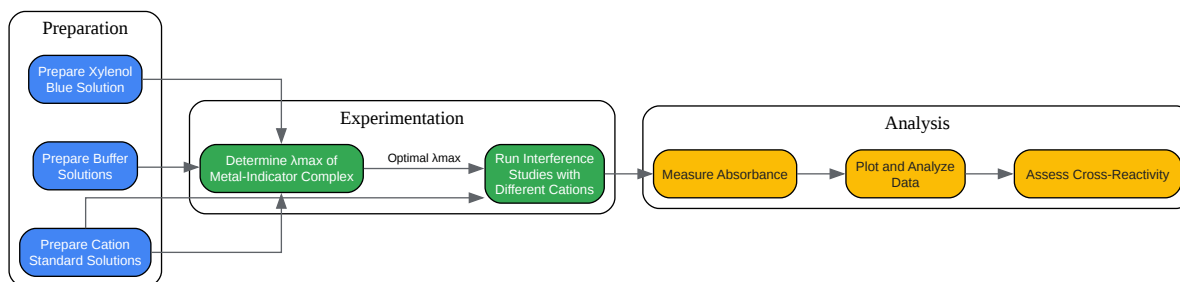 Preparation
Prepare Xylenol
Blue Solution
Prepare Buffer
Solutions
Prepare Cation
Standard Solutions
Experimentation
Determine λmax of
Metal-Indicator Complex
Optimal λmax
Run Interference
Studies with
Different Cations
Analysis
Measure Absorbance
Plot and Analyze
Data
Assess Cross-Reactivity